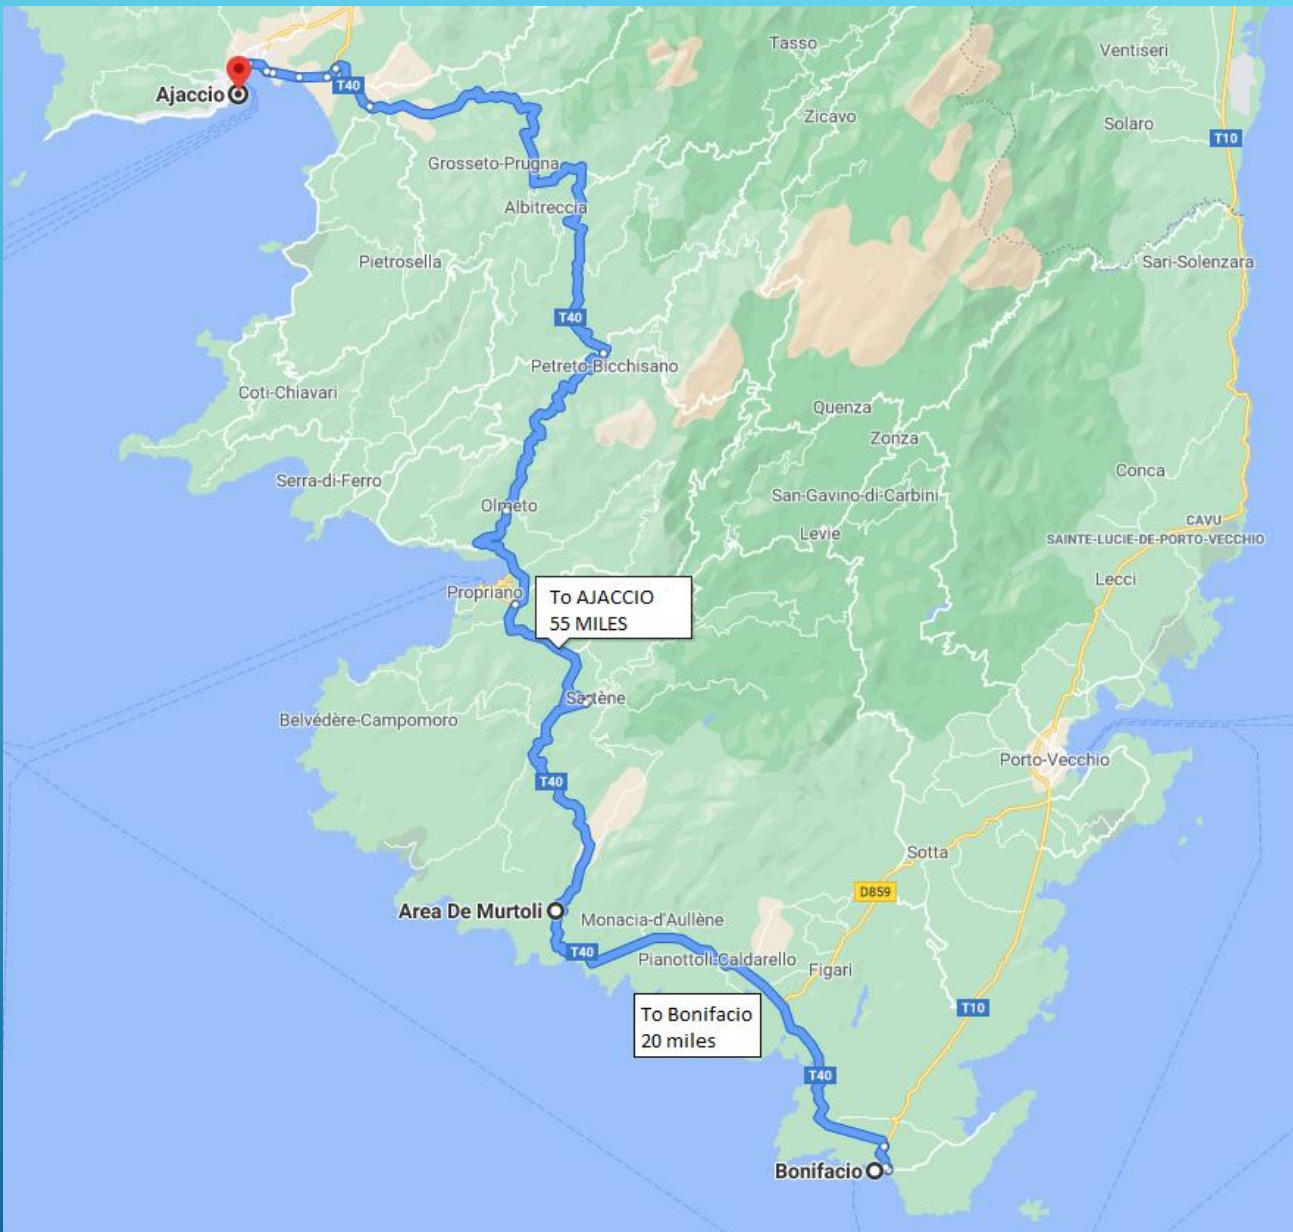 Tasso
Ventiseri
Ajaccio
T40
Zicavo
Solaro
T10
Grosseto-Prugna
Albitreccia
Pietrosella
Sari-Solenzara
T40
Petreto-Bicchisano
Coti-Chiavari
Quenza
Zonza
Conca
Serra-di-Ferro
San-Gavino-di-Carbini
Olmeto
Levie
CAVU
SAINTE-LUCIE-DE-PORTO-VECCHIO
Lecci
Propriano
To AJACCIO
55 MILES
Sartène
Belvédère-Campomoro
Porto-Vecchio
T40
Sotta
D859
Area De Murtoli
Monacia-d'Aullène
T40
Pianottoli-Caldarello
Figari
To Bonifacio
20 miles
T10
T40
Bonifacio